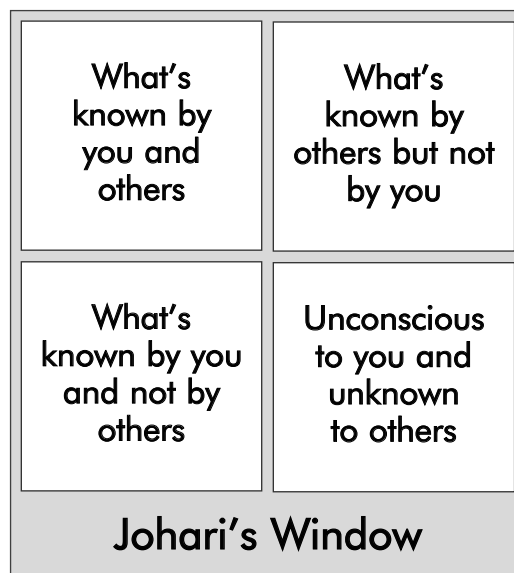 What's
known by
you and
others
What's
known by
others but not
by you
What's
known by you
and not by
others
Unconscious
to you and
unknown
to others
Johari's Window